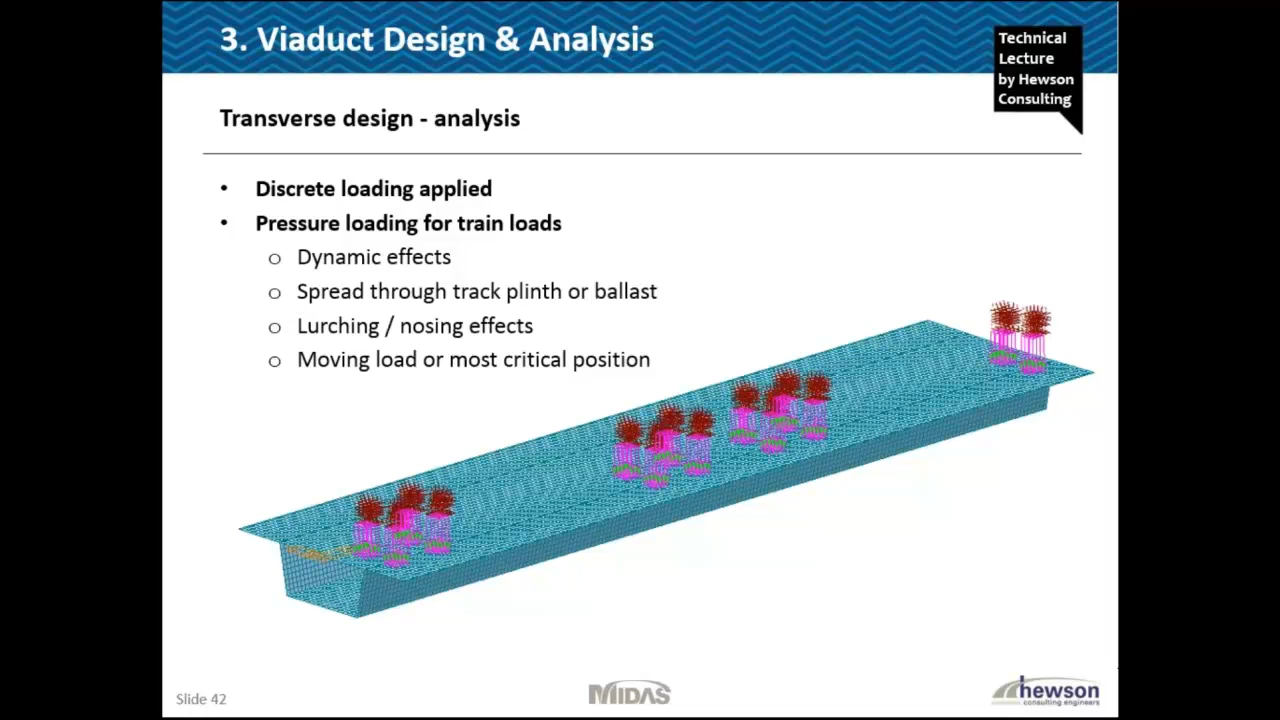 3. Viaduct Design & Analysis
Technical
Lecture
by Hewson
Consulting
Transverse design - analysis
• Discrete loading applied
• Pressure loading for train loads
o Dynamic effects
o Spread through track plinth or ballast
o Lurching / nosing effects
o Moving load or most critical position
Slide 42
MIDAS
hewson
consulting engineers